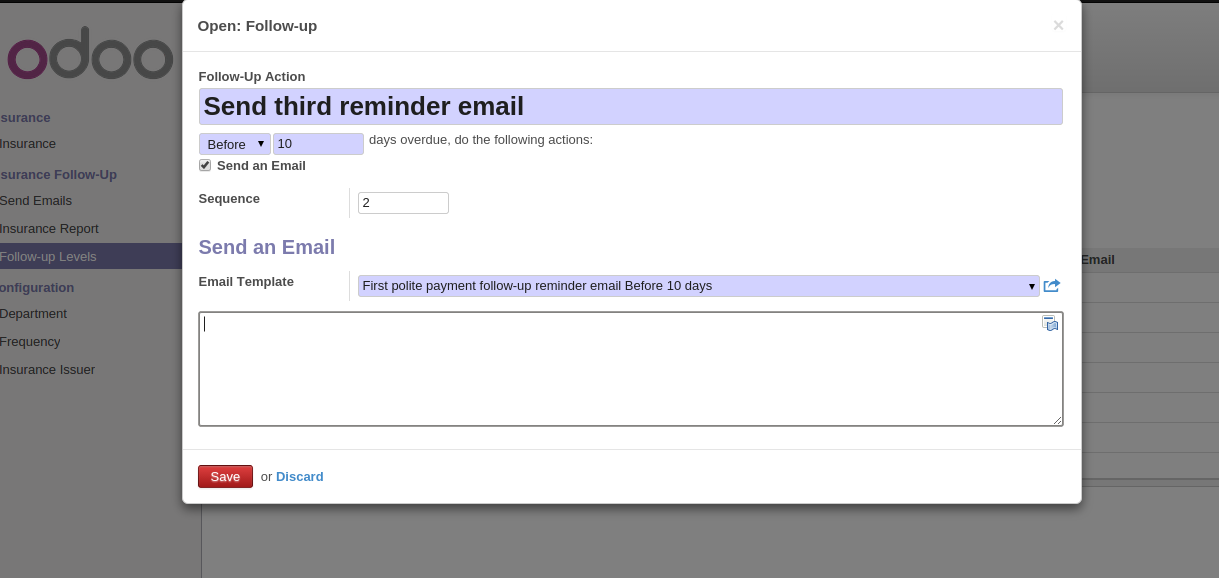 Open: Follow-up
×
odoo
Follow-Up Action
Send third reminder email
Before 10 days overdue, do the following actions:
Send an Email
Sequence 2
Send an Email
Email Template First polite payment follow-up reminder email Before 10 days
Save or Discard
surance
Insurance
surance Follow-Up
Send Emails
Insurance Report
Follow-up Levels
onfiguration
Department
Frequency
Insurance Issuer
Email